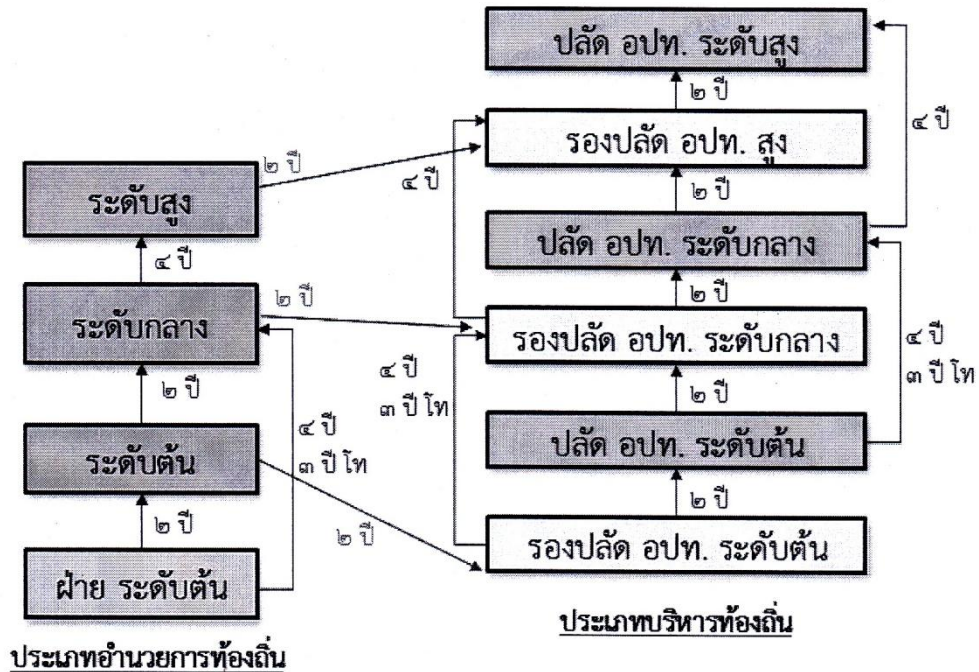 ปลัด อปท. ระดับสูง
๒ ปี
๔ ปี
รองปลัด อปท. สูง
๒ ปี
๔ ปี
๒ ปี
ระดับสูง
ปลัด อปท. ระดับกลาง
๔ ปี
๒ ปี
๒ ปี
ระดับกลาง
รองปลัด อปท. ระดับกลาง
๔ ปี
๓ ปี โท
๒ ปี
๔ ปี
๓ ปี โท
๒ ปี
ระดับต้น
๔ ปี
๓ ปี โท
ปลัด อปท. ระดับต้น
๒ ปี
๒ ปี
๒ ปี
ฝ่าย ระดับต้น
รองปลัด อปท. ระดับต้น
ประเภทอำนวยการท้องถิ่น
ประเภทบริหารท้องถิ่น